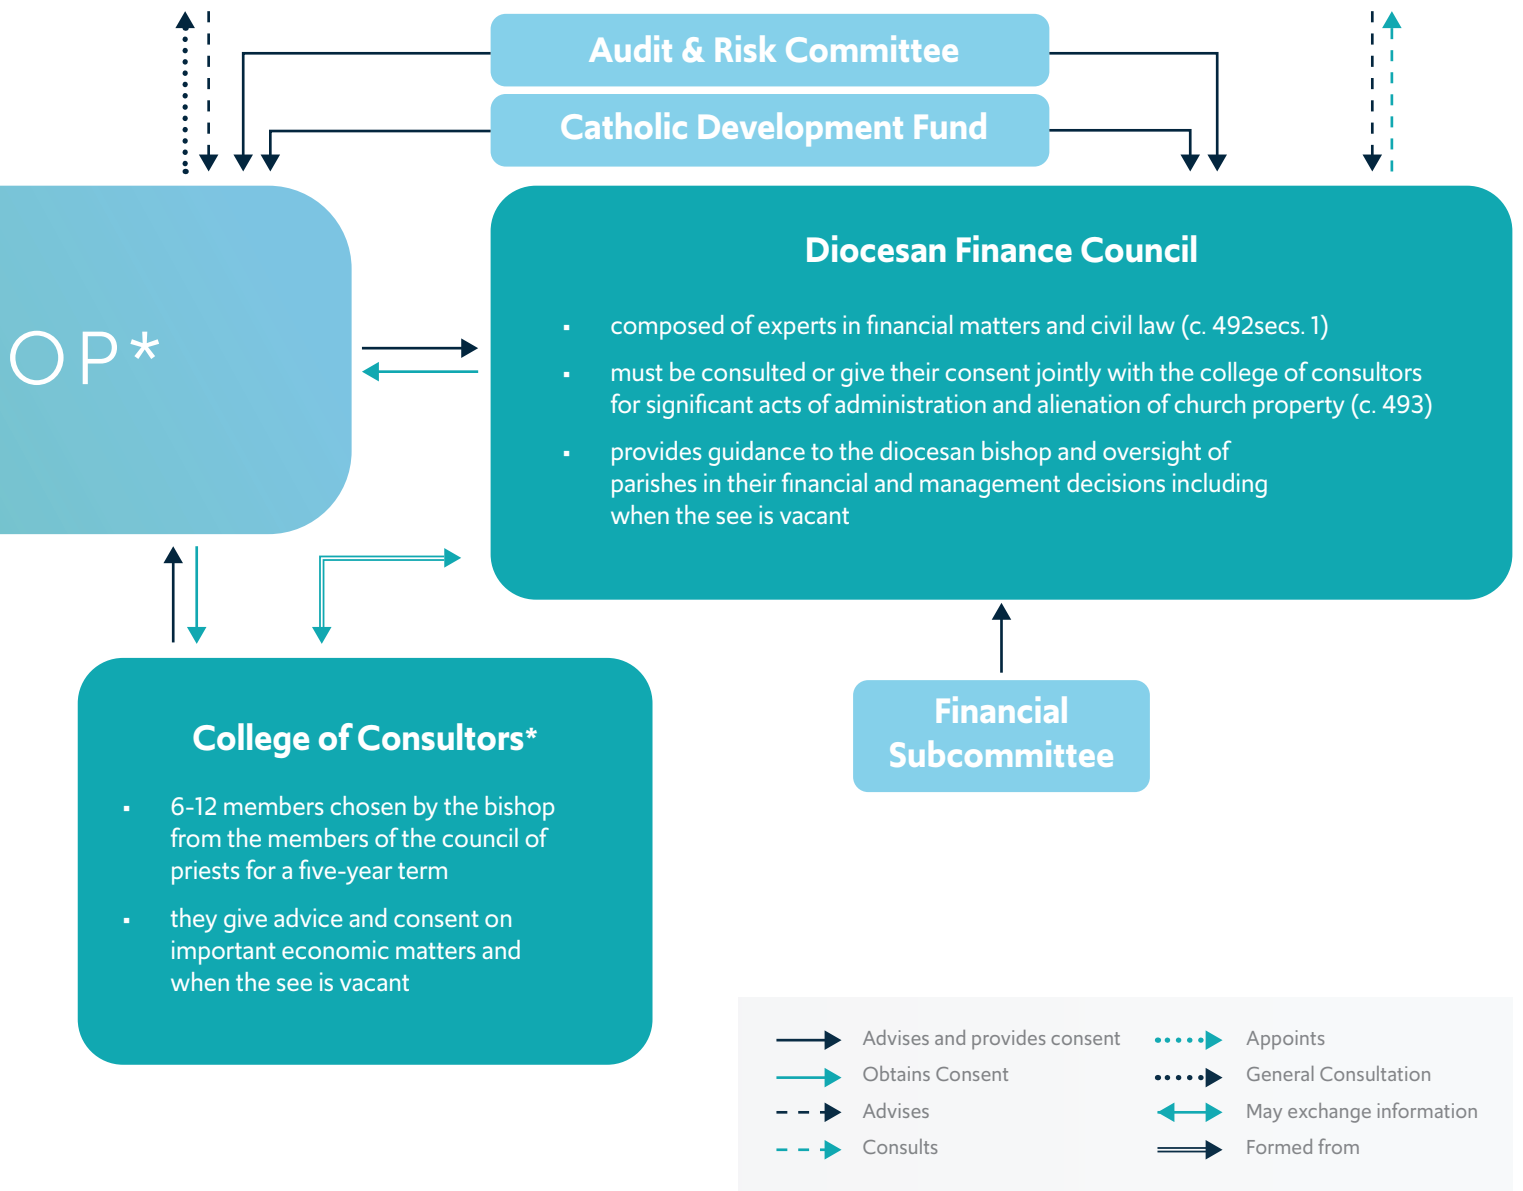 Audit & Risk Committee
Catholic Development Fund
OP*
Diocesan Finance Council
▪ composed of experts in financial matters and civil law (c. 492secs. 1)
▪ must be consulted or give their consent jointly with the college of consultors
for significant acts of administration and alienation of church property (c. 493)
▪ provides guidance to the diocesan bishop and oversight of
parishes in their financial and management decisions including
when the see is vacant
College of Consultors*
▪ 6-12 members chosen by the bishop
from the members of the council of
priests for a five-year term
▪ they give advice and consent on
important economic matters and
when the see is vacant
Financial
Subcommittee
Advises and provides consent
Obtains Consent
Advises
Consults
Appoints
General Consultation
May exchange information
Formed from